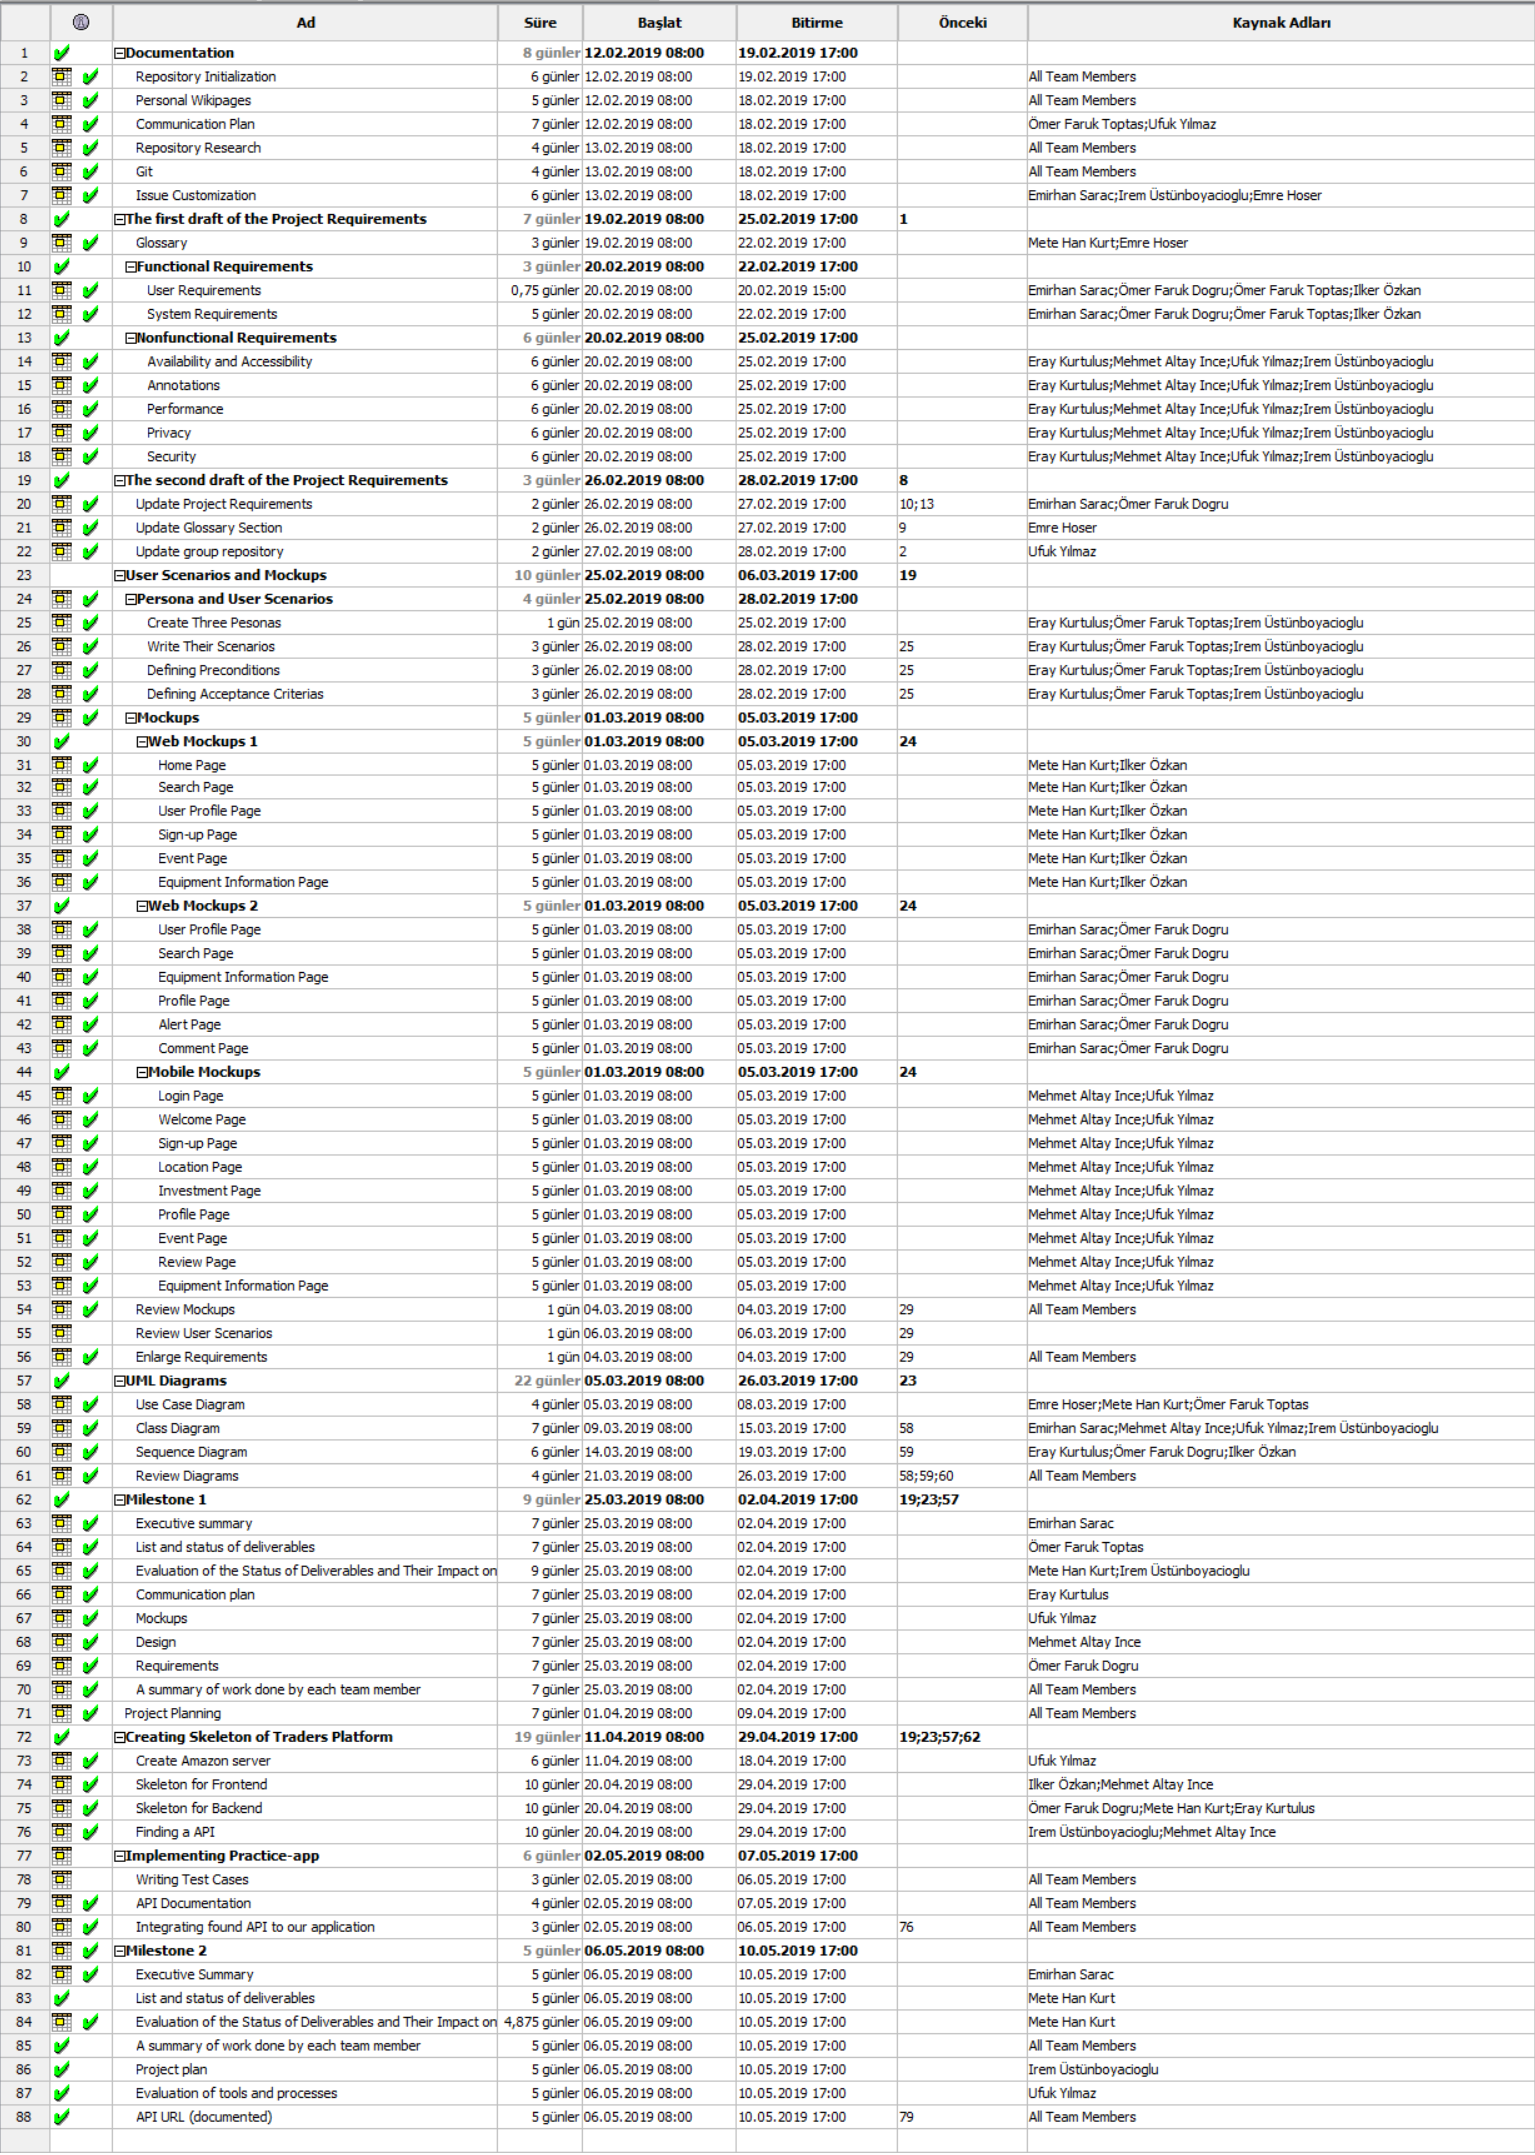 Ad Süre Başlat Bitirme Önceki Kaynak Adları
1 Documentation 8 günler 12.02.2019 08:00 19.02.2019 17:00
2 Repository Initialization 6 günler 12.02.2019 08:00 19.02.2019 17:00 All Team Members
3 Personal Wikipages 5 günler 12.02.2019 08:00 18.02.2019 17:00 All Team Members
4 Communication Plan 7 günler 12.02.2019 08:00 18.02.2019 17:00 Ömer Faruk Toptas;Ufuk Yılmaz
5 Repository Research 4 günler 13.02.2019 08:00 18.02.2019 17:00 All Team Members
6 Git 4 günler 13.02.2019 08:00 18.02.2019 17:00 All Team Members
7 Issue Customization 6 günler 13.02.2019 08:00 18.02.2019 17:00 Emirhan Sarac;Irem Üstünboyacioglu;Emre Hoser
8 The first draft of the Project Requirements 7 günler 19.02.2019 08:00 25.02.2019 17:00 1
9 Glossary 3 günler 19.02.2019 08:00 22.02.2019 17:00 Mete Han Kurt;Emre Hoser
10 Functional Requirements 3 günler 20.02.2019 08:00 22.02.2019 17:00
11 User Requirements 0,75 günler 20.02.2019 08:00 20.02.2019 15:00 Emirhan Sarac;Ömer Faruk Dogru;Ömer Faruk Toptas;Ilker Özkan
12 System Requirements 5 günler 20.02.2019 08:00 22.02.2019 17:00 Emirhan Sarac;Ömer Faruk Dogru;Ömer Faruk Toptas;Ilker Özkan
13 Nonfunctional Requirements 6 günler 20.02.2019 08:00 25.02.2019 17:00
14 Availability and Accessibility 6 günler 20.02.2019 08:00 25.02.2019 17:00 Eray Kurtulus;Mehmet Altay Ince;Ufuk Yılmaz;Irem Üstünboyacioglu
15 Annotations 6 günler 20.02.2019 08:00 25.02.2019 17:00 Eray Kurtulus;Mehmet Altay Ince;Ufuk Yılmaz;Irem Üstünboyacioglu
16 Performance 6 günler 20.02.2019 08:00 25.02.2019 17:00 Eray Kurtulus;Mehmet Altay Ince;Ufuk Yılmaz;Irem Üstünboyacioglu
17 Privacy 6 günler 20.02.2019 08:00 25.02.2019 17:00 Eray Kurtulus;Mehmet Altay Ince;Ufuk Yılmaz;Irem Üstünboyacioglu
18 Security 6 günler 20.02.2019 08:00 25.02.2019 17:00 Eray Kurtulus;Mehmet Altay Ince;Ufuk Yılmaz;Irem Üstünboyacioglu
19 The second draft of the Project Requirements 3 günler 26.02.2019 08:00 28.02.2019 17:00 8
20 Update Project Requirements 2 günler 26.02.2019 08:00 27.02.2019 17:00 10;13 Emirhan Sarac;Ömer Faruk Dogru
21 Update Glossary Section 2 günler 26.02.2019 08:00 27.02.2019 17:00 9 Emre Hoser
22 Update group repository 2 günler 27.02.2019 08:00 28.02.2019 17:00 2 Ufuk Yılmaz
23 User Scenarios and Mockups 10 günler 25.02.2019 08:00 06.03.2019 17:00 19
24 Persona and User Scenarios 4 günler 25.02.2019 08:00 28.02.2019 17:00
25 Create Three Pesonas 1 gün 25.02.2019 08:00 25.02.2019 17:00 Eray Kurtulus;Ömer Faruk Toptas;Irem Üstünboyacioglu
26 Write Their Scenarios 3 günler 26.02.2019 08:00 28.02.2019 17:00 25 Eray Kurtulus;Ömer Faruk Toptas;Irem Üstünboyacioglu
27 Defining Preconditions 3 günler 26.02.2019 08:00 28.02.2019 17:00 25 Eray Kurtulus;Ömer Faruk Toptas;Irem Üstünboyacioglu
28 Defining Acceptance Criterias 3 günler 26.02.2019 08:00 28.02.2019 17:00 25 Eray Kurtulus;Ömer Faruk Toptas;Irem Üstünboyacioglu
29 Mockups 5 günler 01.03.2019 08:00 05.03.2019 17:00
30 Web Mockups 1 5 günler 01.03.2019 08:00 05.03.2019 17:00 24
31 Home Page 5 günler 01.03.2019 08:00 05.03.2019 17:00 Mete Han Kurt;Ilker Özkan
32 Search Page 5 günler 01.03.2019 08:00 05.03.2019 17:00 Mete Han Kurt;Ilker Özkan
33 User Profile Page 5 günler 01.03.2019 08:00 05.03.2019 17:00 Mete Han Kurt;Ilker Özkan
34 Sign-up Page 5 günler 01.03.2019 08:00 05.03.2019 17:00 Mete Han Kurt;Ilker Özkan
35 Event Page 5 günler 01.03.2019 08:00 05.03.2019 17:00 Mete Han Kurt;Ilker Özkan
36 Equipment Information Page 5 günler 01.03.2019 08:00 05.03.2019 17:00 Mete Han Kurt;Ilker Özkan
37 Web Mockups 2 5 günler 01.03.2019 08:00 05.03.2019 17:00 24
38 User Profile Page 5 günler 01.03.2019 08:00 05.03.2019 17:00 Emirhan Sarac;Ömer Faruk Dogru
39 Search Page 5 günler 01.03.2019 08:00 05.03.2019 17:00 Emirhan Sarac;Ömer Faruk Dogru
40 Equipment Information Page 5 günler 01.03.2019 08:00 05.03.2019 17:00 Emirhan Sarac;Ömer Faruk Dogru
41 Profile Page 5 günler 01.03.2019 08:00 05.03.2019 17:00 Emirhan Sarac;Ömer Faruk Dogru
42 Alert Page 5 günler 01.03.2019 08:00 05.03.2019 17:00 Emirhan Sarac;Ömer Faruk Dogru
43 Comment Page 5 günler 01.03.2019 08:00 05.03.2019 17:00 Emirhan Sarac;Ömer Faruk Dogru
44 Mobile Mockups 5 günler 01.03.2019 08:00 05.03.2019 17:00 24
45 Login Page 5 günler 01.03.2019 08:00 05.03.2019 17:00 Mehmet Altay Ince;Ufuk Yılmaz
46 Welcome Page 5 günler 01.03.2019 08:00 05.03.2019 17:00 Mehmet Altay Ince;Ufuk Yılmaz
47 Sign-up Page 5 günler 01.03.2019 08:00 05.03.2019 17:00 Mehmet Altay Ince;Ufuk Yılmaz
48 Location Page 5 günler 01.03.2019 08:00 05.03.2019 17:00 Mehmet Altay Ince;Ufuk Yılmaz
49 Investment Page 5 günler 01.03.2019 08:00 05.03.2019 17:00 Mehmet Altay Ince;Ufuk Yılmaz
50 Profile Page 5 günler 01.03.2019 08:00 05.03.2019 17:00 Mehmet Altay Ince;Ufuk Yılmaz
51 Event Page 5 günler 01.03.2019 08:00 05.03.2019 17:00 Mehmet Altay Ince;Ufuk Yılmaz
52 Review Page 5 günler 01.03.2019 08:00 05.03.2019 17:00 Mehmet Altay Ince;Ufuk Yılmaz
53 Equipment Information Page 5 günler 01.03.2019 08:00 05.03.2019 17:00 Mehmet Altay Ince;Ufuk Yılmaz
54 Review Mockups 1 gün 04.03.2019 08:00 04.03.2019 17:00 29 All Team Members
55 Review User Scenarios 1 gün 06.03.2019 08:00 06.03.2019 17:00 29
56 Enlarge Requirements 1 gün 04.03.2019 08:00 04.03.2019 17:00 29 All Team Members
57 UML Diagrams 22 günler 05.03.2019 08:00 26.03.2019 17:00 23
58 Use Case Diagram 4 günler 05.03.2019 08:00 08.03.2019 17:00 Emre Hoser;Mete Han Kurt;Ömer Faruk Toptas
59 Class Diagram 7 günler 09.03.2019 08:00 15.03.2019 17:00 58 Emirhan Sarac;Mehmet Altay Ince;Ufuk Yılmaz;Irem Üstünboyacioglu
60 Sequence Diagram 6 günler 14.03.2019 08:00 19.03.2019 17:00 59 Eray Kurtulus;Ömer Faruk Dogru;Ilker Özkan
61 Review Diagrams 4 günler 21.03.2019 08:00 26.03.2019 17:00 58;59;60 All Team Members
62 Milestone 1 9 günler 25.03.2019 08:00 02.04.2019 17:00 19;23;57
63 Executive summary 7 günler 25.03.2019 08:00 02.04.2019 17:00 Emirhan Sarac
64 List and status of deliverables 7 günler 25.03.2019 08:00 02.04.2019 17:00 Ömer Faruk Toptas
65 Evaluation of the Status of Deliverables and Their Impact on 9 günler 25.03.2019 08:00 02.04.2019 17:00 Mete Han Kurt;Irem Üstünboyacioglu
66 Communication plan 7 günler 25.03.2019 08:00 02.04.2019 17:00 Eray Kurtulus
67 Mockups 7 günler 25.03.2019 08:00 02.04.2019 17:00 Ufuk Yılmaz
68 Design 7 günler 25.03.2019 08:00 02.04.2019 17:00 Mehmet Altay Ince
69 Requirements 7 günler 25.03.2019 08:00 02.04.2019 17:00 Ömer Faruk Dogru
70 A summary of work done by each team member 7 günler 25.03.2019 08:00 02.04.2019 17:00 All Team Members
71 Project Planning 7 günler 01.04.2019 08:00 09.04.2019 17:00 All Team Members
72 Creating Skeleton of Traders Platform 19 günler 11.04.2019 08:00 29.04.2019 17:00 19;23;57;62
73 Create Amazon server 6 günler 11.04.2019 08:00 18.04.2019 17:00 Ufuk Yılmaz
74 Skeleton for Frontend 10 günler 20.04.2019 08:00 29.04.2019 17:00 Ilker Özkan;Mehmet Altay Ince
75 Skeleton for Backend 10 günler 20.04.2019 08:00 29.04.2019 17:00 Ömer Faruk Dogru;Mete Han Kurt;Eray Kurtulus
76 Finding a API 10 günler 20.04.2019 08:00 29.04.2019 17:00 Irem Üstünboyacioglu;Mehmet Altay Ince
77 Implementing Practice-app 6 günler 02.05.2019 08:00 07.05.2019 17:00
78 Writing Test Cases 3 günler 02.05.2019 08:00 06.05.2019 17:00 All Team Members
79 API Documentation 4 günler 02.05.2019 08:00 07.05.2019 17:00 All Team Members
80 Integrating found API to our application 3 günler 02.05.2019 08:00 06.05.2019 17:00 76 All Team Members
81 Milestone 2 5 günler 06.05.2019 08:00 10.05.2019 17:00
82 Executive Summary 5 günler 06.05.2019 08:00 10.05.2019 17:00 Emirhan Sarac
83 List and status of deliverables 5 günler 06.05.2019 08:00 10.05.2019 17:00 Mete Han Kurt
84 Evaluation of the Status of Deliverables and Their Impact on 4,875 günler 06.05.2019 09:00 10.05.2019 17:00 Mete Han Kurt
85 A summary of work done by each team member 5 günler 06.05.2019 08:00 10.05.2019 17:00 All Team Members
86 Project plan 5 günler 06.05.2019 08:00 10.05.2019 17:00 Irem Üstünboyacioglu
87 Evaluation of tools and processes 5 günler 06.05.2019 08:00 10.05.2019 17:00 Ufuk Yılmaz
88 API URL (documented) 5 günler 06.05.2019 08:00 10.05.2019 17:00 79 All Team Members